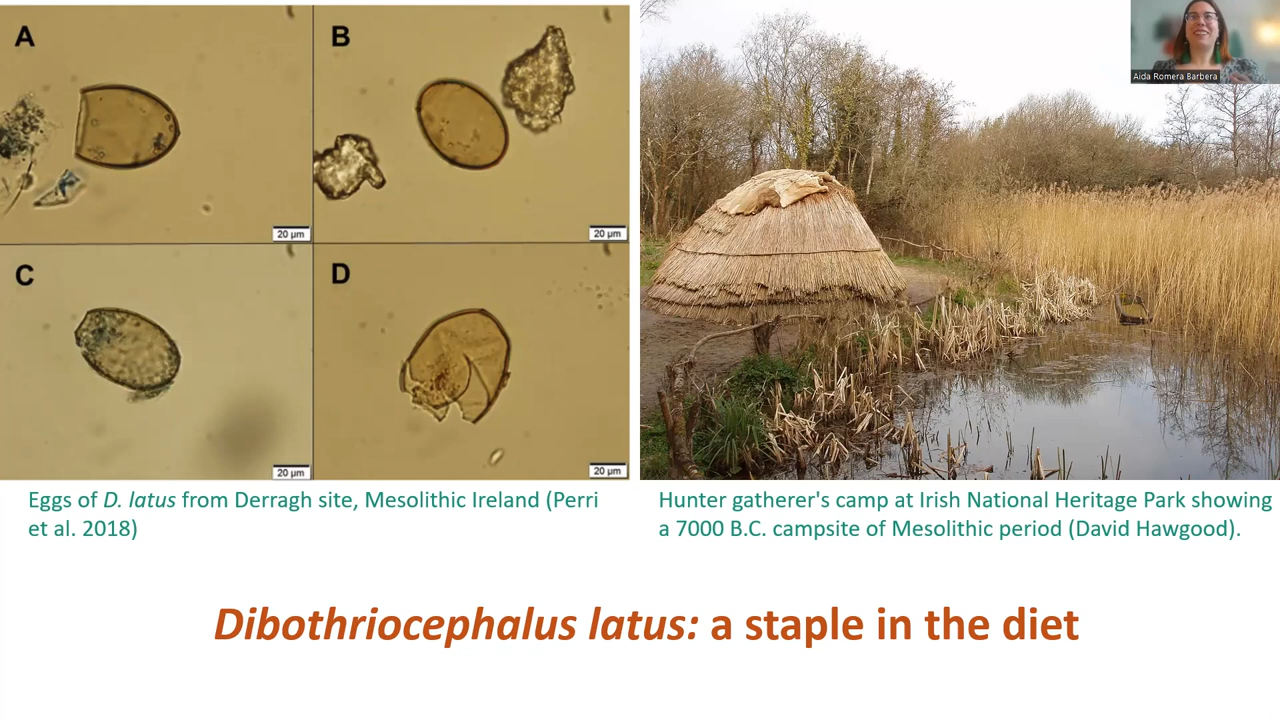 A
B
20 µm
20 µm
C
D
20 µm
20 µm
Aida Romera Barbera
Eggs of D. latus from Derragh site, Mesolithic Ireland (Perri
et al. 2018)
Hunter gatherer's camp at Irish National Heritage Park showing
a 7000 B.C. campsite of Mesolithic period (David Hawgood).
Dibothriocephalus latus: a staple in the diet